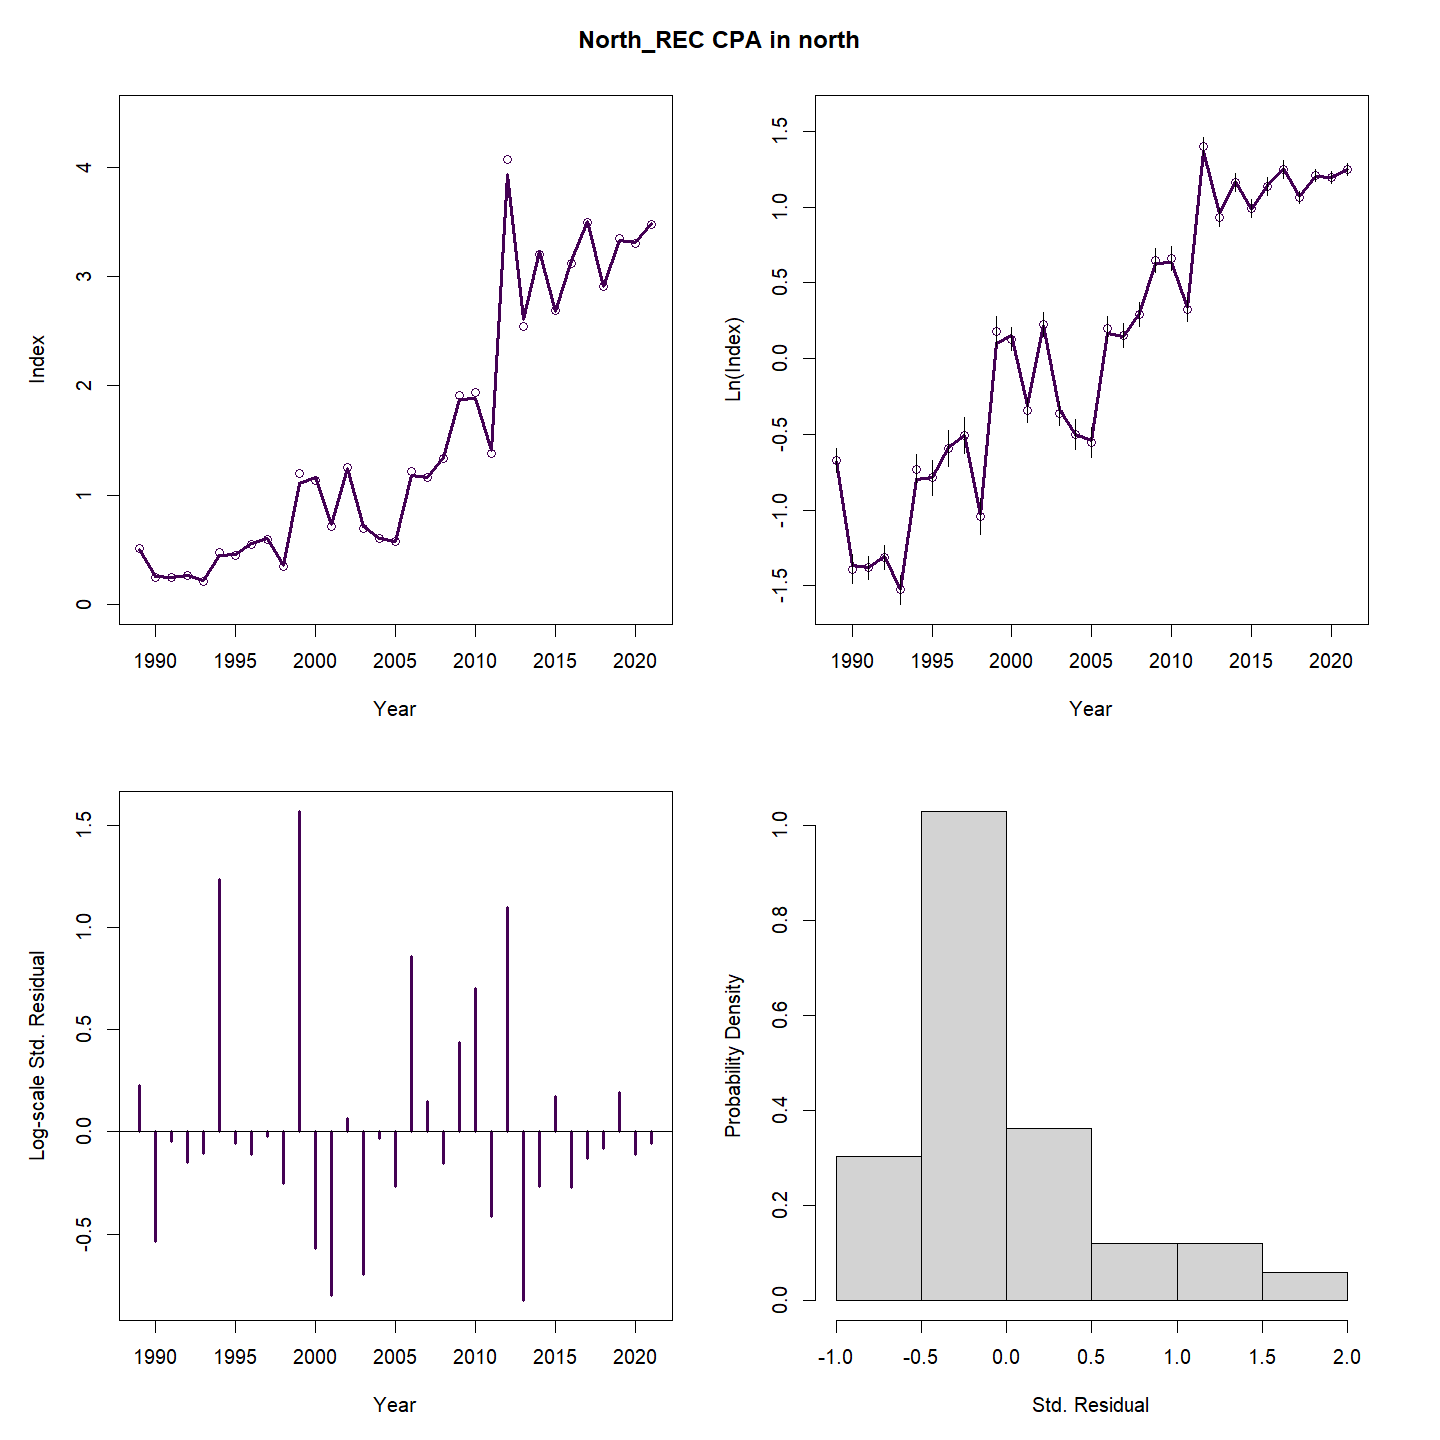 North_REC CPA in north
Index
4
3
2
1
0
1990 1995 2000 2005 2010 2015 2020
Year
Ln(Index)
1.5
1.0
0.5
0.0
-0.5
-1.0
-1.5
1990 1995 2000 2005 2010 2015 2020
Year
Log-scale Std. Residual
1.5
1.0
0.5
0.0
-0.5
1990 1995 2000 2005 2010 2015 2020
Year
Probability Density
1.0
0.8
0.6
0.4
0.2
0.0
-1.0 -0.5 0.0 0.5 1.0 1.5 2.0
Std. Residual